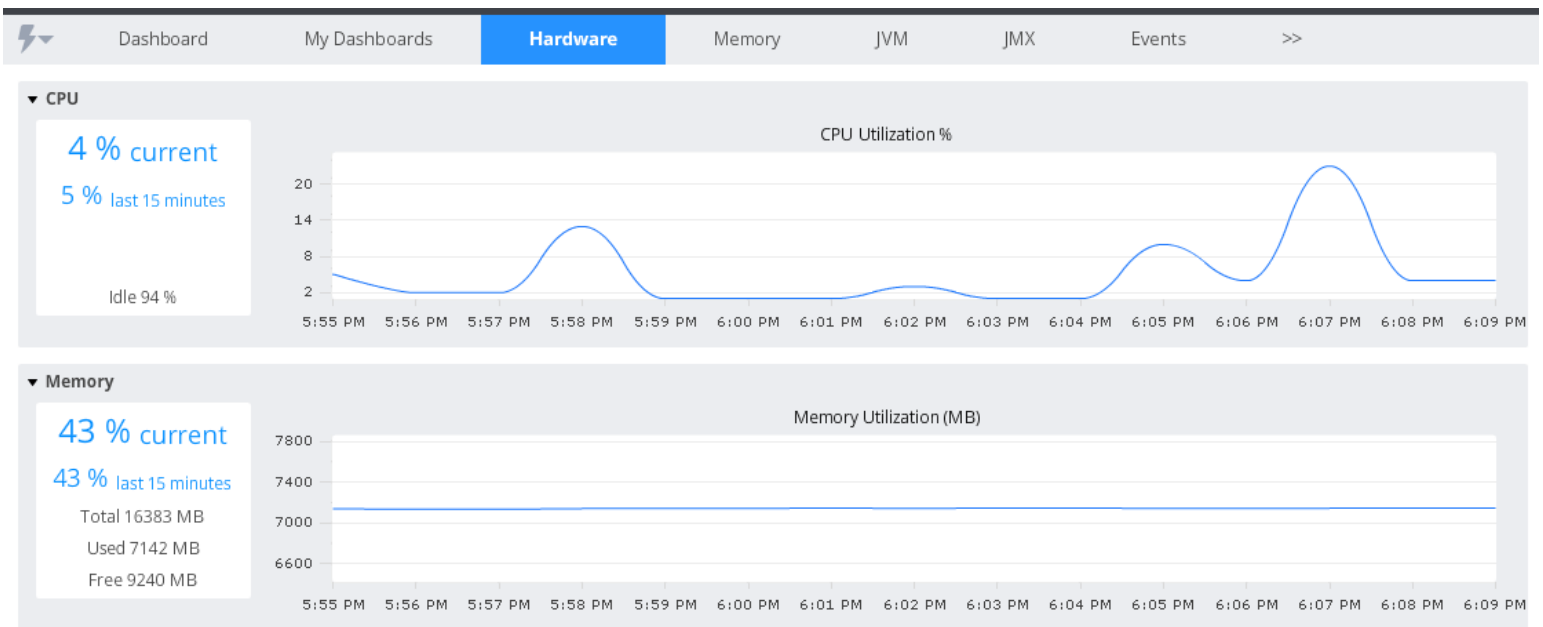 Dashboard My Dashboards Hardware Memory JVM JMX Events >>
CPU
4 % current
5 % last 15 minutes
Idle 94 %
CPU Utilization %
20
14
8
2
5:55 PM 5:56 PM 5:57 PM 5:58 PM 5:59 PM 6:00 PM 6:01 PM 6:02 PM 6:03 PM 6:04 PM 6:05 PM 6:06 PM 6:07 PM 6:08 PM 6:09 PM
Memory
43 % current
43 % last 15 minutes
Total 16383 MB
Used 7142 MB
Free 9240 MB
Memory Utilization (MB)
7800
7400
7000
6600
5:55 PM 5:56 PM 5:57 PM 5:58 PM 5:59 PM 6:00 PM 6:01 PM 6:02 PM 6:03 PM 6:04 PM 6:05 PM 6:06 PM 6:07 PM 6:08 PM 6:09 PM